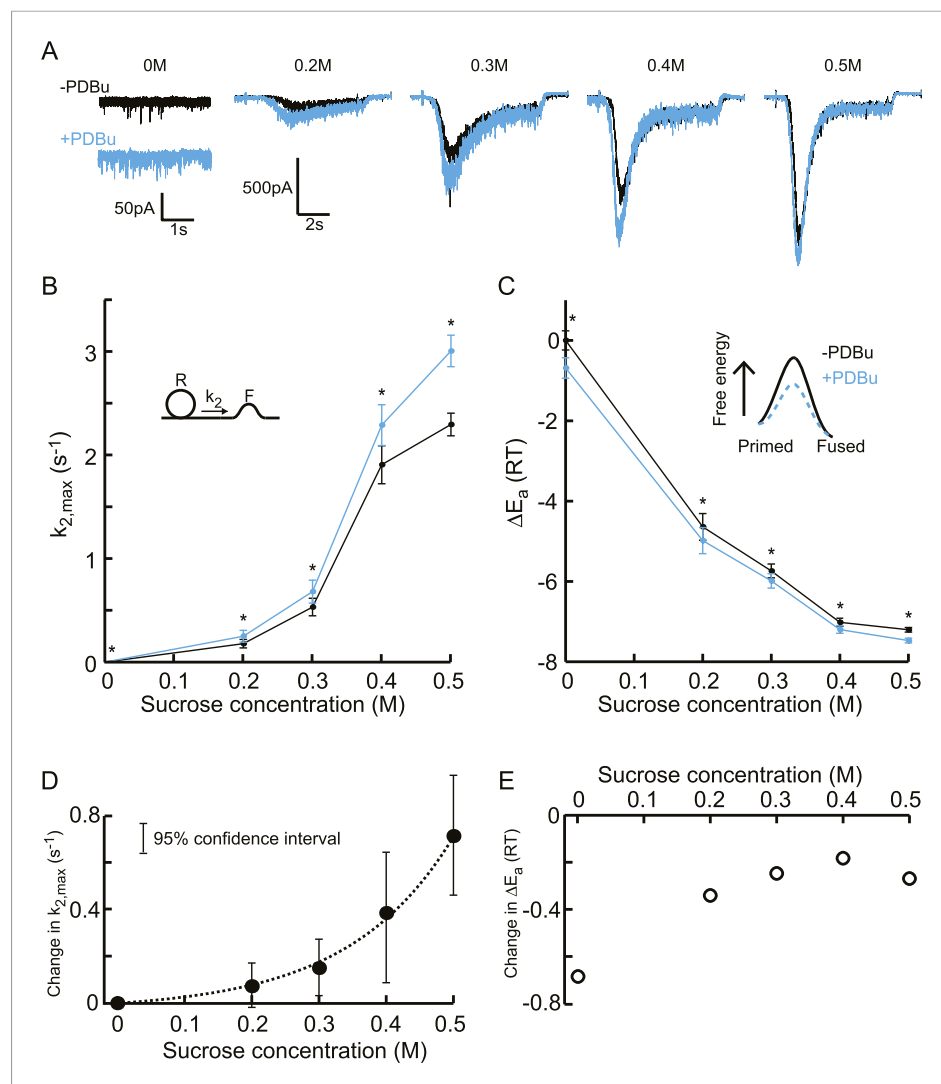 A
0M 0.2M 0.3M 0.4M 0.5M
-PDBu
+PDBu
50pA
1s
500pA
2s
B
k2,max (s-1)
3
2
1
0
* * * * *
R k2 F
0 0.1 0.2 0.3 0.4 0.5
Sucrose concentration (M)
C
ΔEa (RT)
0
-2
-4
-6
-8
* * * * *
Free energy
-PDBu
+PDBu
Primed Fused
0 0.1 0.2 0.3 0.4 0.5
Sucrose concentration (M)
D
Change in k2,max (s-1)
0.8
0.4
0
95% confidence interval
0 0.1 0.2 0.3 0.4 0.5
Sucrose concentration (M)
E
Sucrose concentration (M)
0 0.1 0.2 0.3 0.4 0.5
Change in ΔEa (RT)
0
-0.4
-0.8